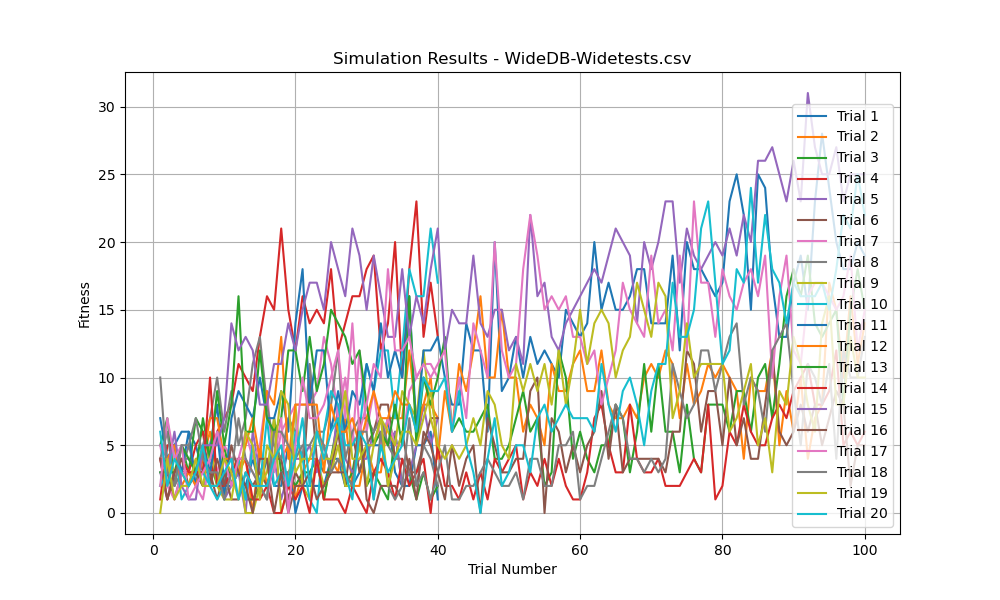 Simulation Results - WideDB-Widetests.csv
Fitness
30
25
20
15
10
5
0
0 20 40 60 80 100
Trial Number
Trial 1
Trial 2
Trial 3
Trial 4
Trial 5
Trial 6
Trial 7
Trial 8
Trial 9
Trial 10
Trial 11
Trial 12
Trial 13
Trial 14
Trial 15
Trial 16
Trial 17
Trial 18
Trial 19
Trial 20